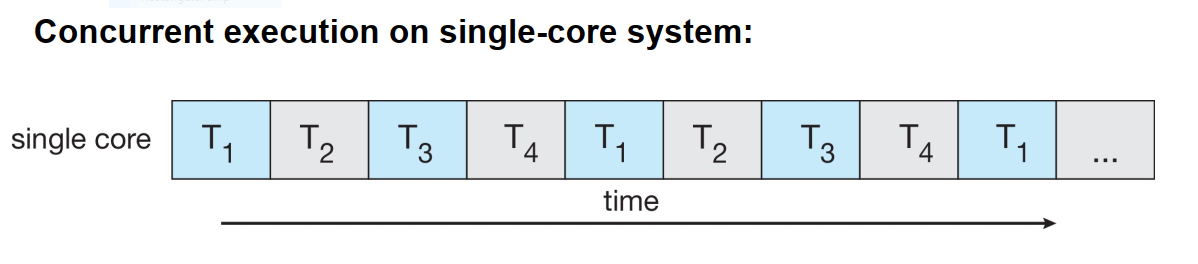 Concurrent execution on single-core system:
single core T₁ T₂ T₃ T₄ T₁ T₂ T₃ T₄ T₁ ...
time